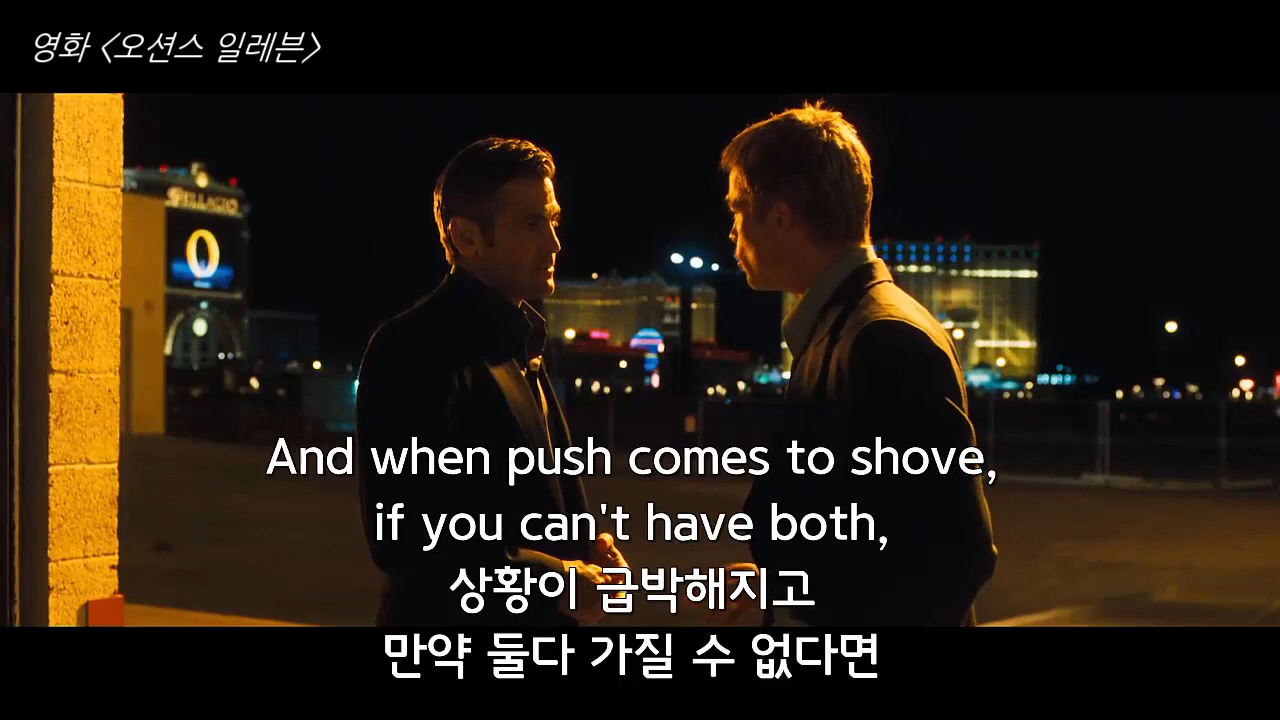 영화 <오션스 일레븐>
BELLAGIO
O
And when push comes to shove,
if you can't have both,
상황이 급박해지고
만약 둘다 가질 수 없다면